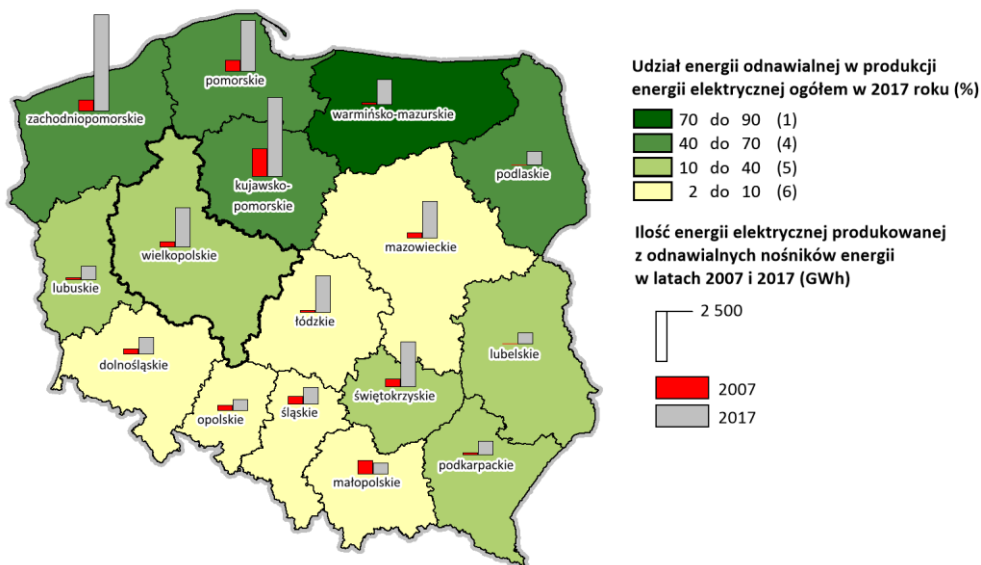 zachodniopomorskie
pomorskie
warmińsko-mazurskie
podlaskie
kujawsko-
pomorskie
wielkopolskie
mazowieckie
lubuskie
łódzkie
lubelskie
dolnośląskie
opolskie
śląskie
świętokrzyskie
małopolskie
podkarpackie
Udział energii odnawialnej w produkcji
energii elektrycznej ogółem w 2017 roku (%)
70 do 90 (1)
40 do 70 (4)
10 do 40 (5)
2 do 10 (6)
Ilość energii elektrycznej produkowanej
z odnawialnych nośników energii
w latach 2007 i 2017 (GWh)
2 500
2007
2017